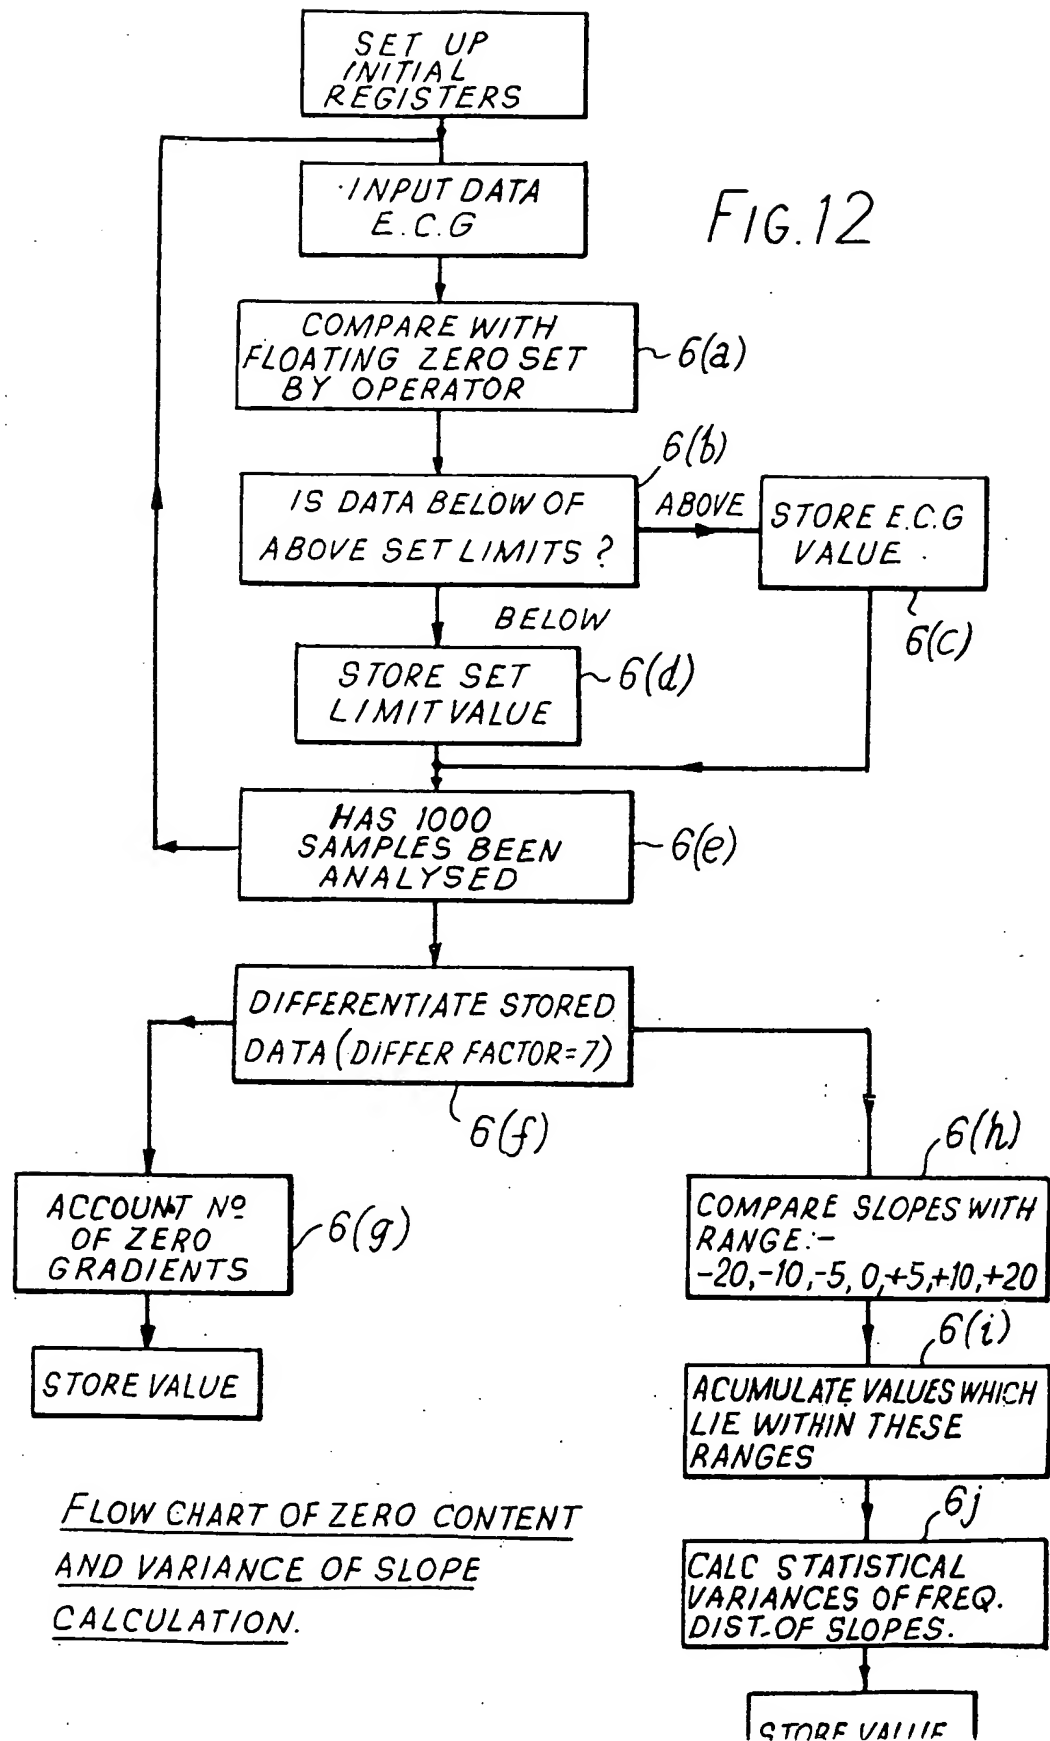 SET UP
INITIAL
REGISTERS
INPUT DATA
E.C.G
FIG.12
COMPARE WITH
FLOATING ZERO SET
BY OPERATOR
6(a)
6(b)
IS DATA BELOW OF
ABOVE SET LIMITS ?
ABOVE
STORE E.C.G
VALUE
6(c)
BELOW
STORE SET
LIMIT VALUE
6(d)
HAS 1000
SAMPLES BEEN
ANALYSED
6(e)
DIFFERENTIATE STORED
DATA (DIFFER FACTOR=7)
6(f)
ACCOUNT Nº
OF ZERO
GRADIENTS
6(g)
STORE VALUE
6(h)
COMPARE SLOPES WITH
RANGE:-
-20,-10,-5, 0,+5,+10,+20
6(i)
ACUMULATE VALUES WHICH
LIE WITHIN THESE
RANGES
6j
CALC STATISTICAL
VARIANCES OF FREQ.
DIST. OF SLOPES.
STORE VALUE
FLOW CHART OF ZERO CONTENT
AND VARIANCE OF SLOPE
CALCULATION.